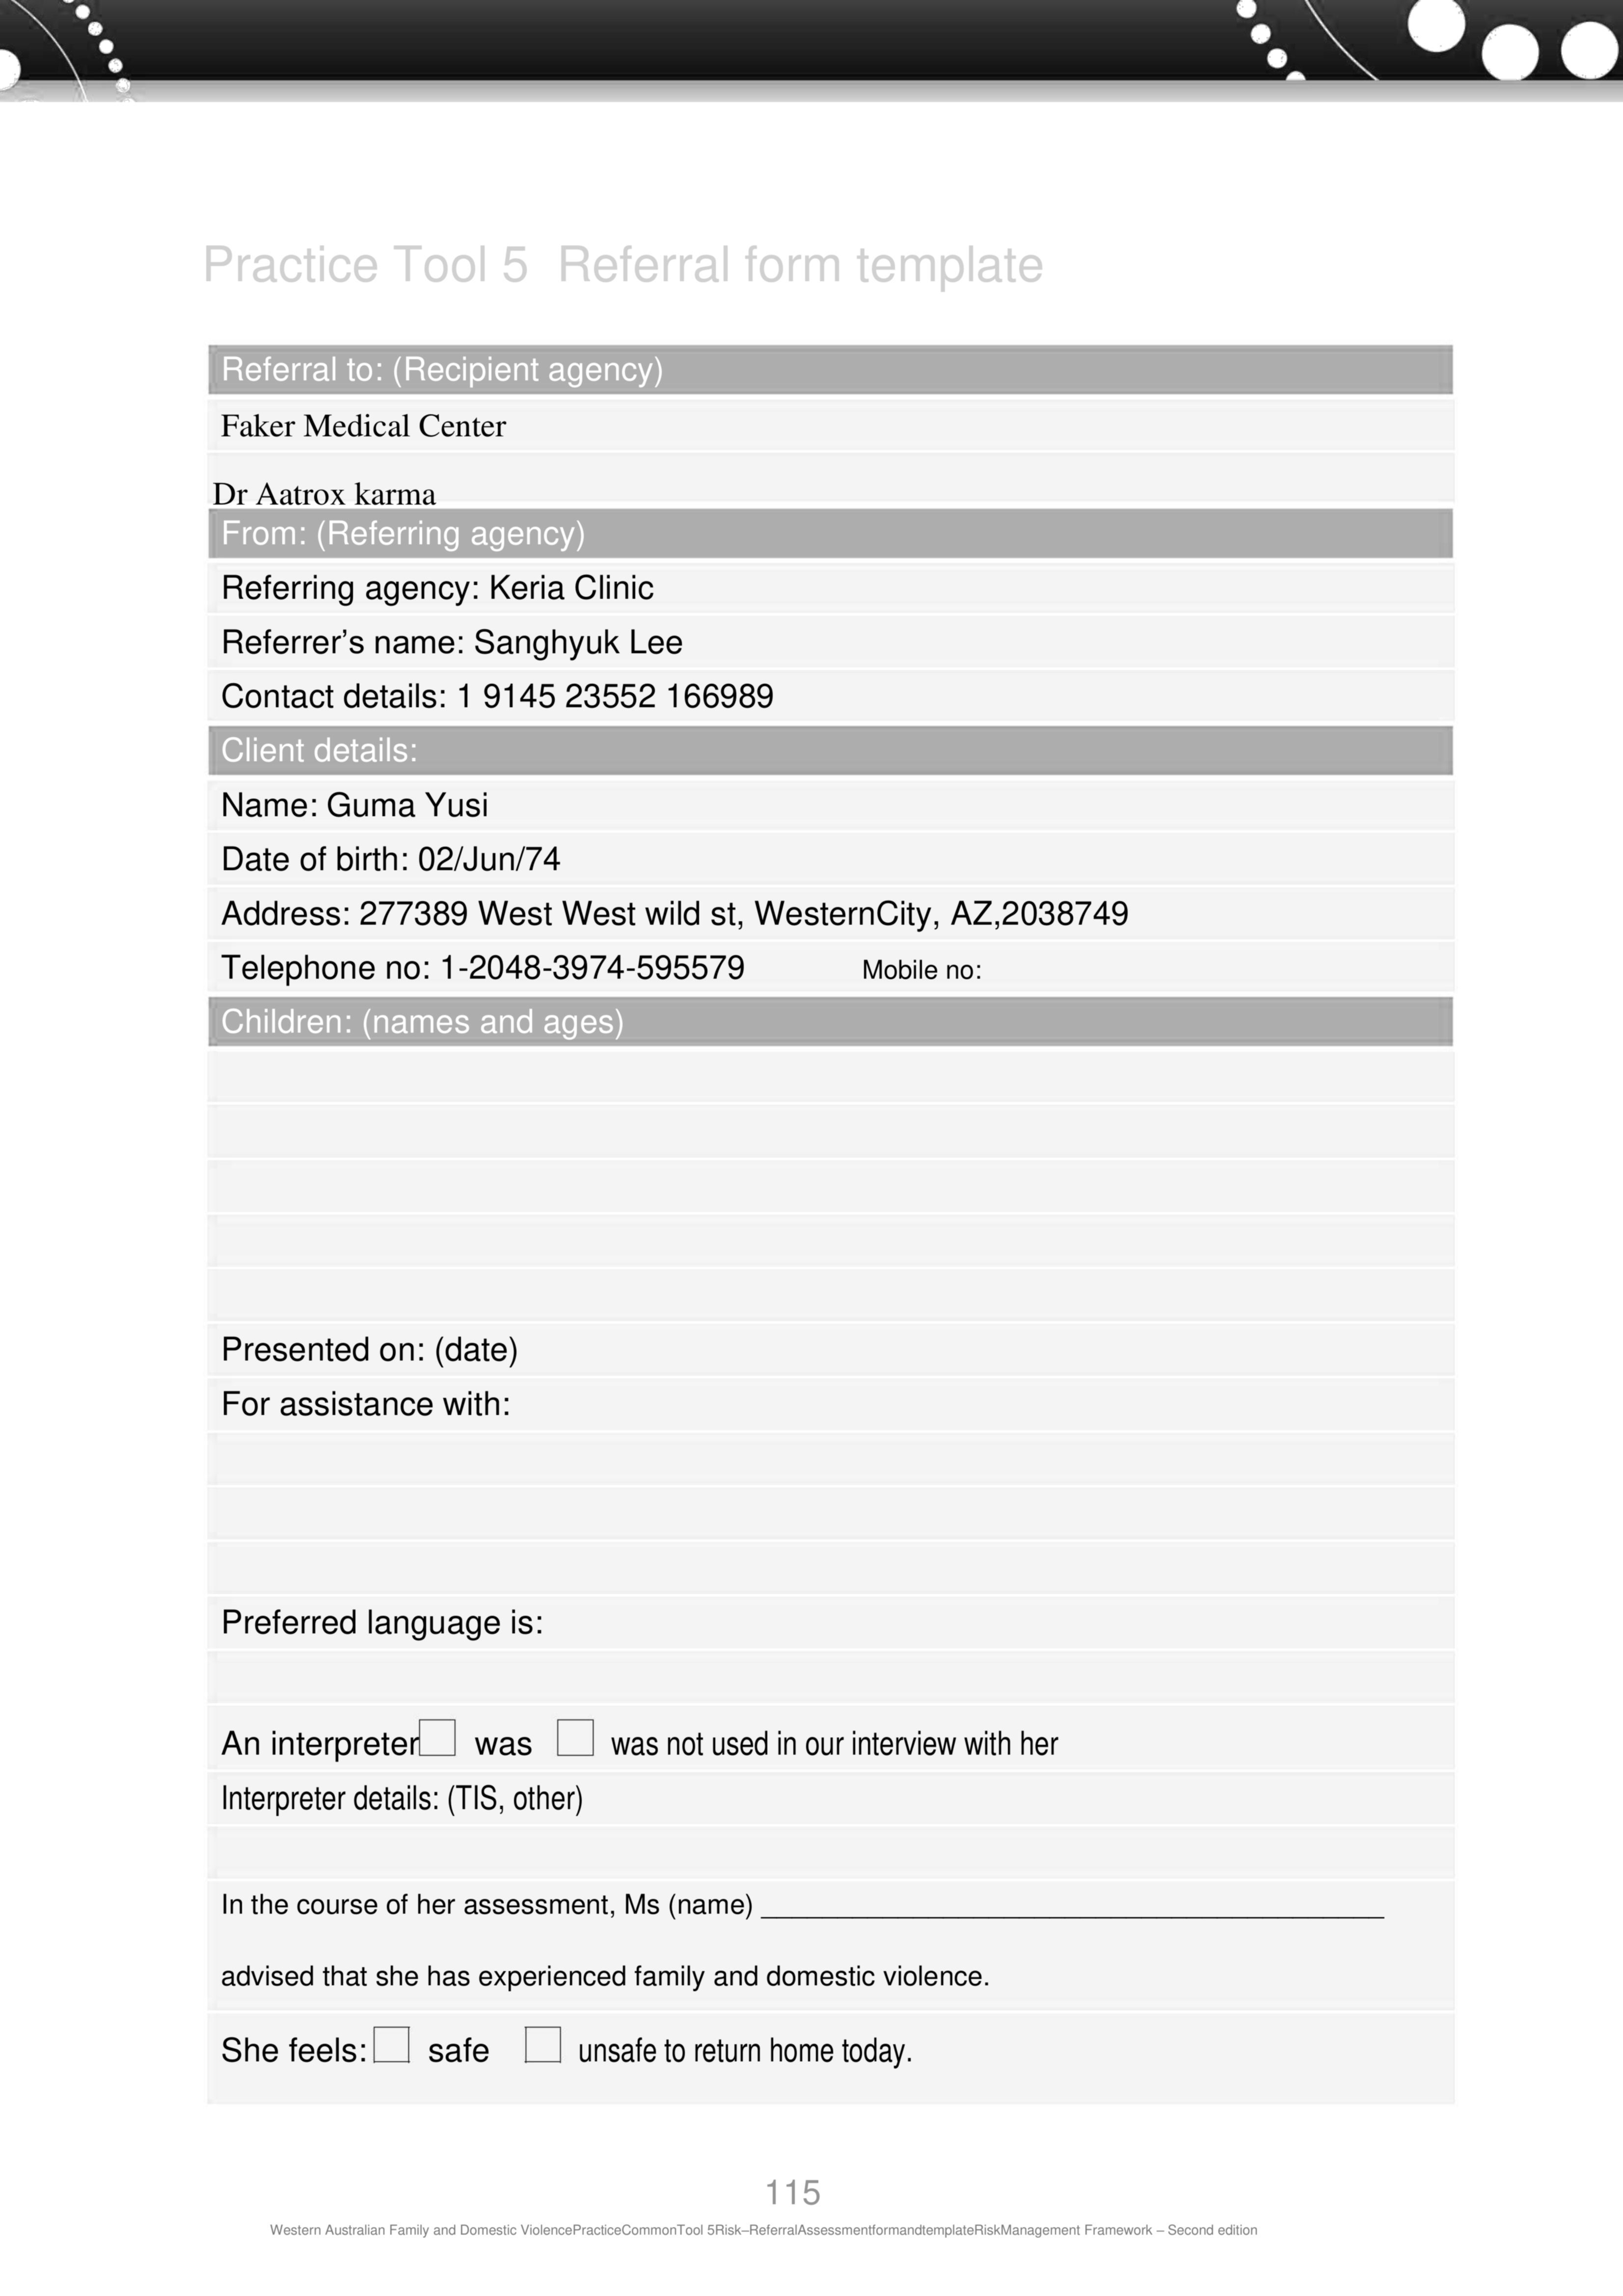 Practice Tool 5 Referral form template
Referral to: (Recipient agency)
Faker Medical Center
Dr Aatrox karma
From: (Referring agency)
Referring agency: Keria Clinic
Referrer’s name: Sanghyuk Lee
Contact details: 1 9145 23552 166989
Client details:
Name: Guma Yusi
Date of birth: 02/Jun/74
Address: 277389 West West wild st, WesternCity, AZ,2038749
Telephone no: 1-2048-3974-595579 Mobile no:
Children: (names and ages)
Presented on: (date)
For assistance with:
Preferred language is:
An interpreter was was not used in our interview with her
Interpreter details: (TIS, other)
In the course of her assessment, Ms (name) ____________________
advised that she has experienced family and domestic violence.
She feels: safe unsafe to return home today.
115
Western Australian Family and Domestic ViolencePracticeCommonTool 5Risk–ReferralAssessmentformandtemplateRiskManagement Framework – Second edition